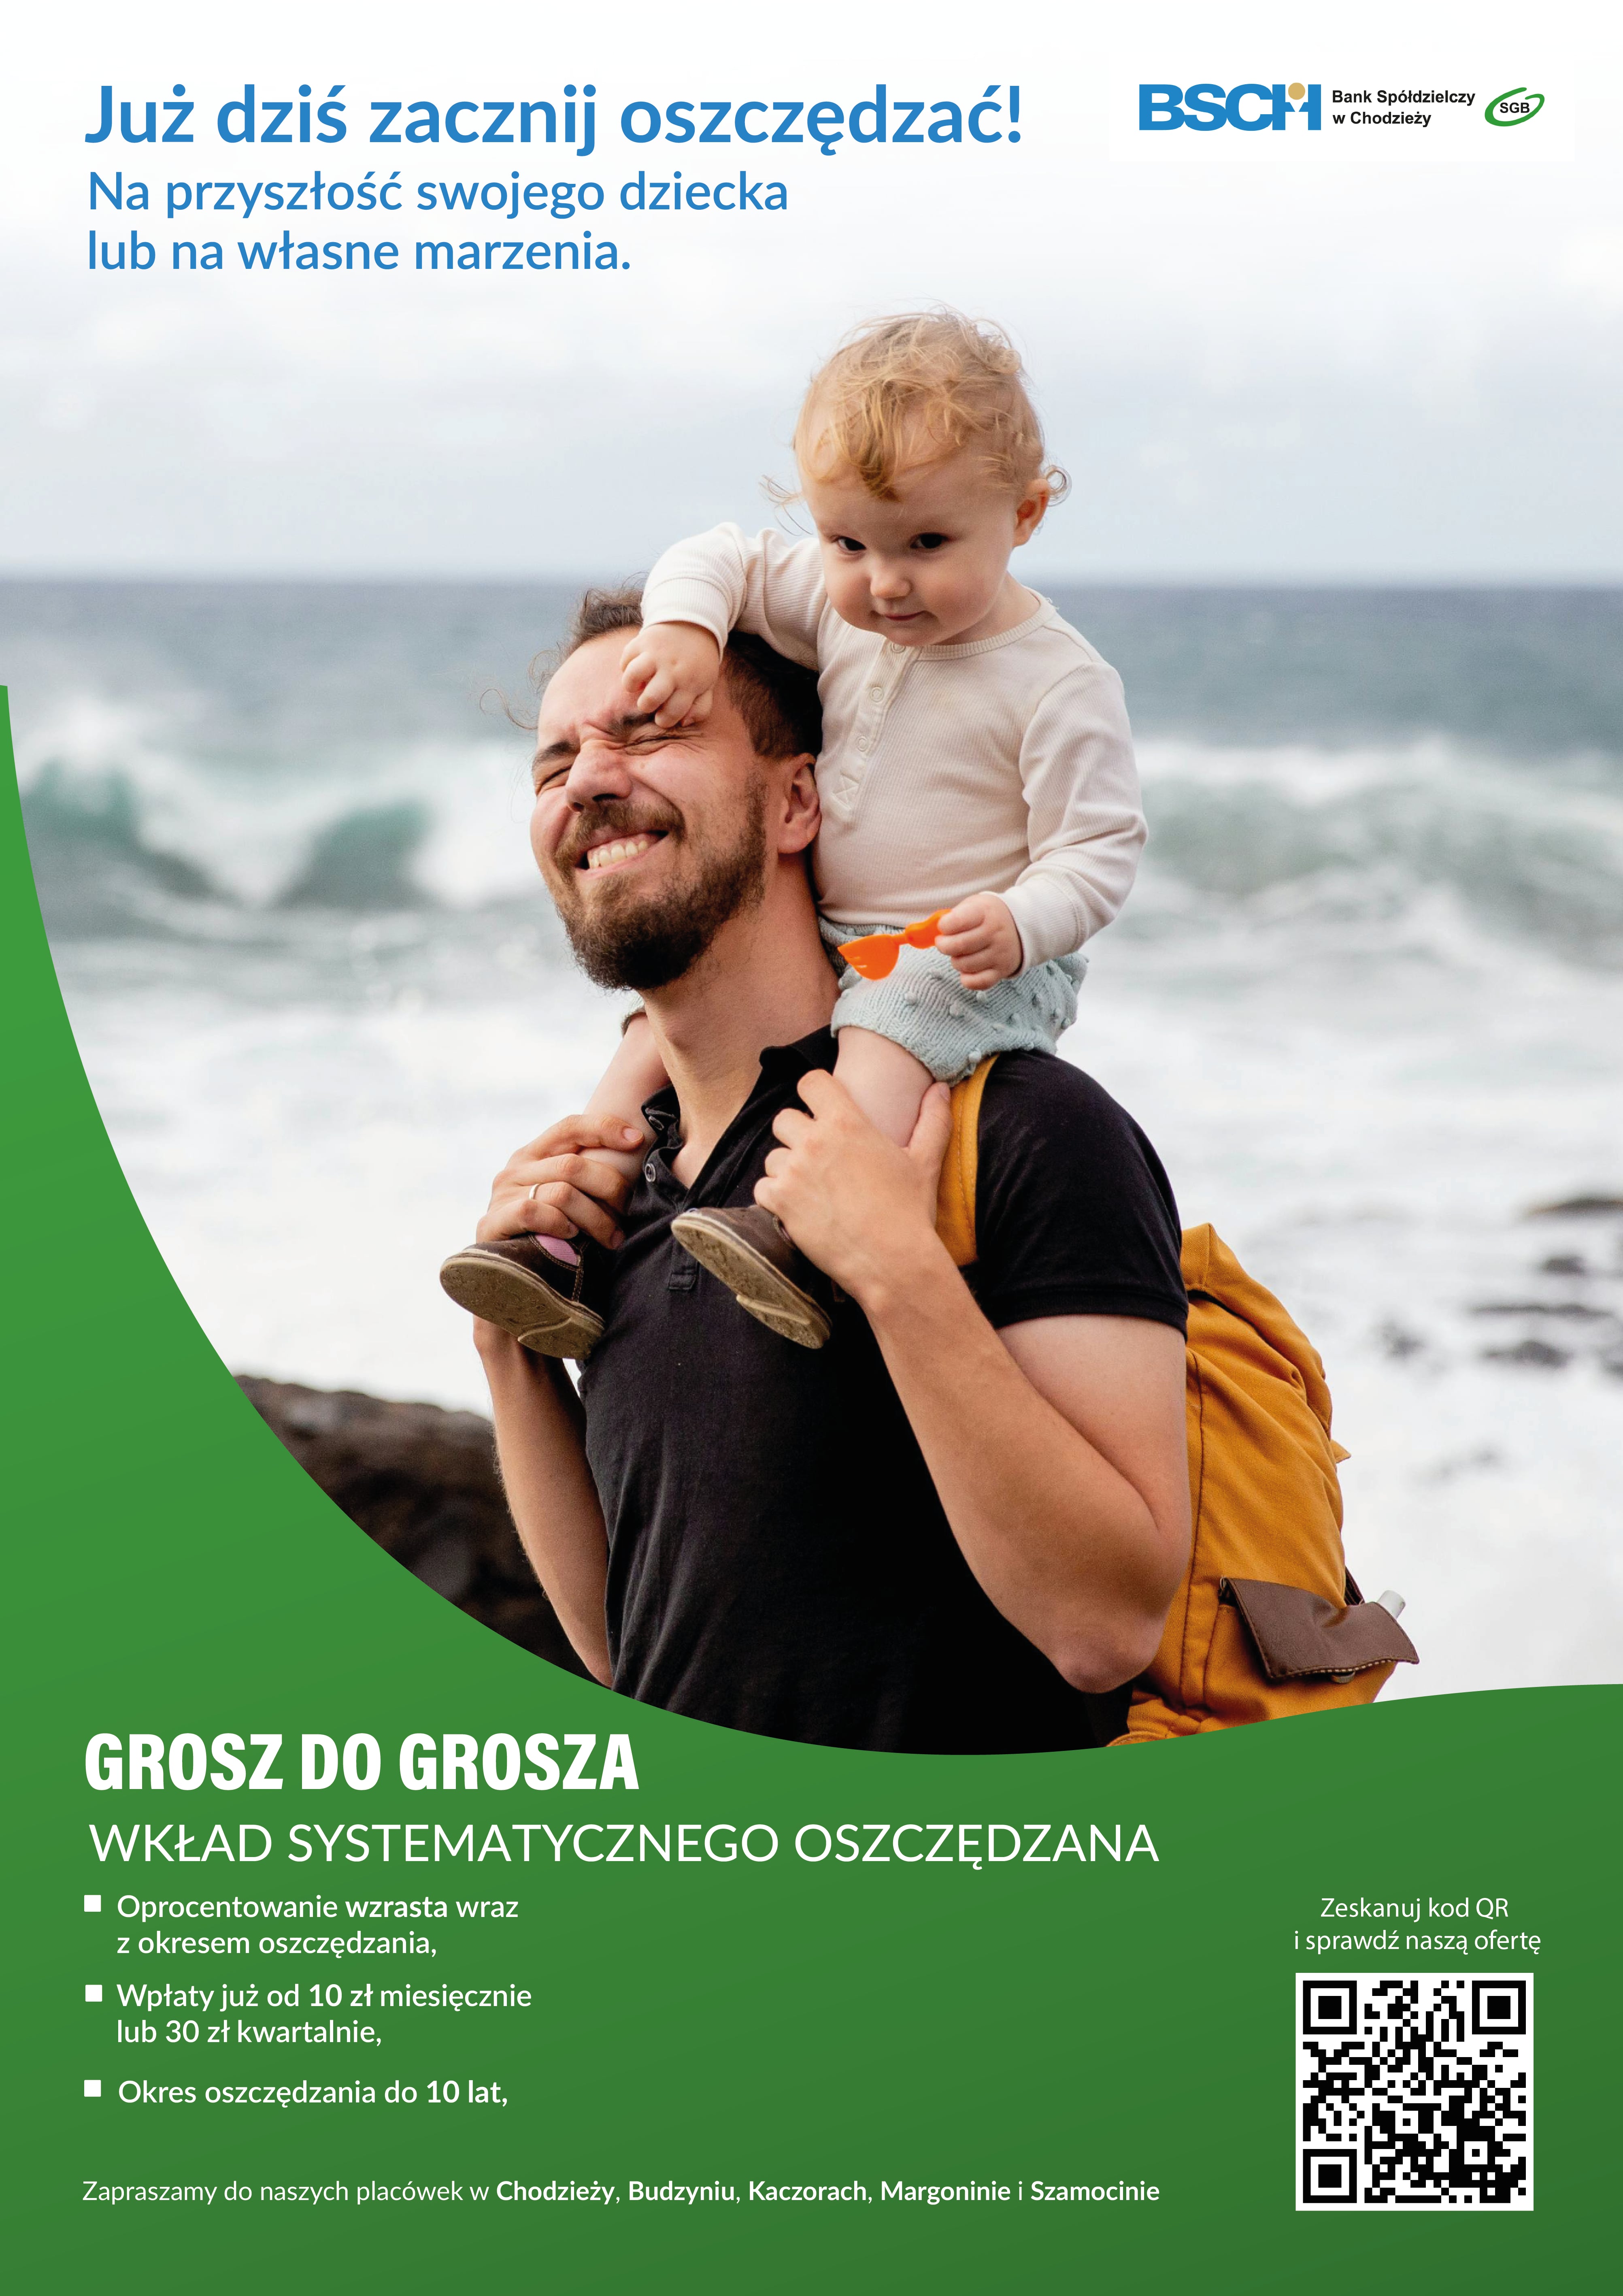 Już dziś zacznij oszczędzać!
Na przyszłość swojego dziecka
lub na własne marzenia.
BSCH
Bank Spółdzielczy
w Chodzieży
SGB
GROSZ DO GROSZA
WKŁAD SYSTEMATYCZNEGO OSZCZĘDZANA
Oprocentowanie wzrasta wraz
z okresem oszczędzania,
Wpłaty już od 10 zł miesięcznie
lub 30 zł kwartalnie,
Okres oszczędzania do 10 lat,
Zeskanuj kod QR
i sprawdź naszą ofertę
Zapraszamy do naszych placówek w Chodzieży, Budzyniu, Kaczorach, Margoninie i Szamocinie